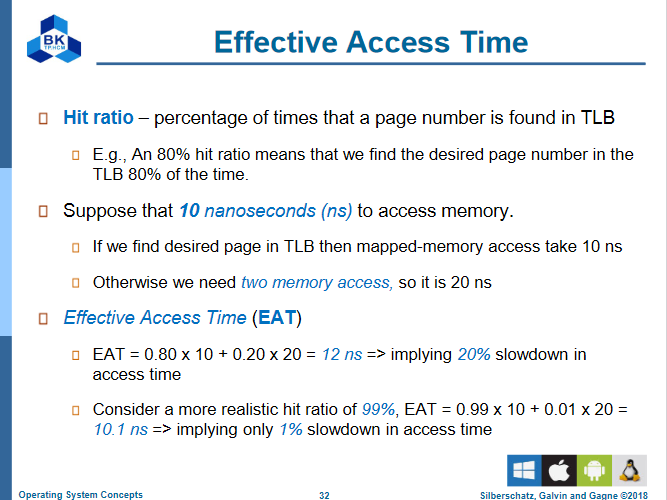 BK
TP.HCM
Effective Access Time
Hit ratio – percentage of times that a page number is found in TLB
E.g., An 80% hit ratio means that we find the desired page number in the
TLB 80% of the time.
Suppose that 10 nanoseconds (ns) to access memory.
If we find desired page in TLB then mapped-memory access take 10 ns
Otherwise we need two memory access, so it is 20 ns
Effective Access Time (EAT)
EAT = 0.80 x 10 + 0.20 x 20 = 12 ns => implying 20% slowdown in
access time
Consider a more realistic hit ratio of 99%, EAT = 0.99 x 10 + 0.01 x 20 =
10.1 ns => implying only 1% slowdown in access time
Operating System Concepts
32
Silberschatz, Galvin and Gagne ©2018